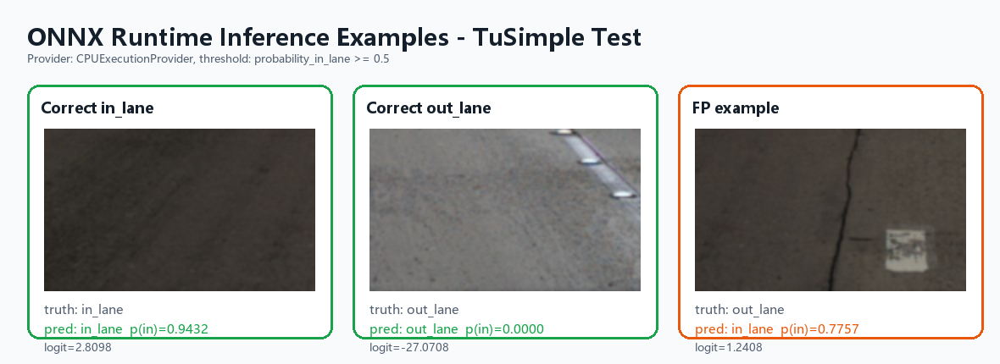 ONNX Runtime Inference Examples - TuSimple Test
Provider: CPUExecutionProvider, threshold: probability_in_lane >= 0.5
Correct in_lane
truth: in_lane
pred: in_lane p(in)=0.9432
logit=2.8098
Correct out_lane
truth: out_lane
pred: out_lane p(in)=0.0000
logit=-27.0708
FP example
truth: out_lane
pred: in_lane p(in)=0.7757
logit=1.2408